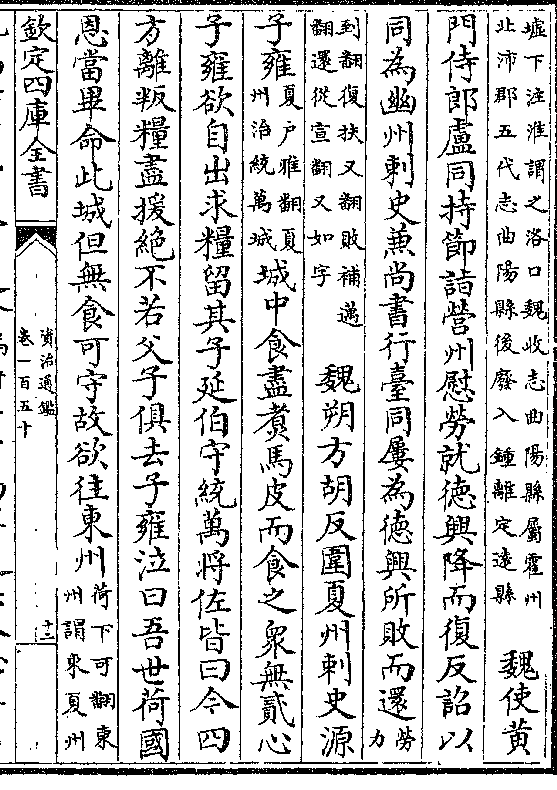 墟下注淮謂之洛口魏收志曲陽縣屬霍州
北沛郡五代志曲陽縣後廢入鍾離定遠縣
魏使黄
門侍郎盧同持節詣營州慰勞就徳興降而復反詔以
同為幽州刺史兼尚書行臺同屢為徳興所敗而還
勞力
到翻復扶又翻敗補邁
翻還從宣翻又如字
魏朔方胡反圍夏州刺史源
子雍
夏户雅翻夏
州治統萬城
城中食盡煑馬皮而食之衆無貳心
子雍欲自出求糧留其子延伯守統萬將佐皆曰今四
方離叛糧盡援絶不若父子俱去子雍泣曰吾世荷國
恩當畢命此城但無食可守故欲往東州
荷下可翻東
州謂東夏州
欽定四庫全書
資治通鑑
卷一百五十
十三